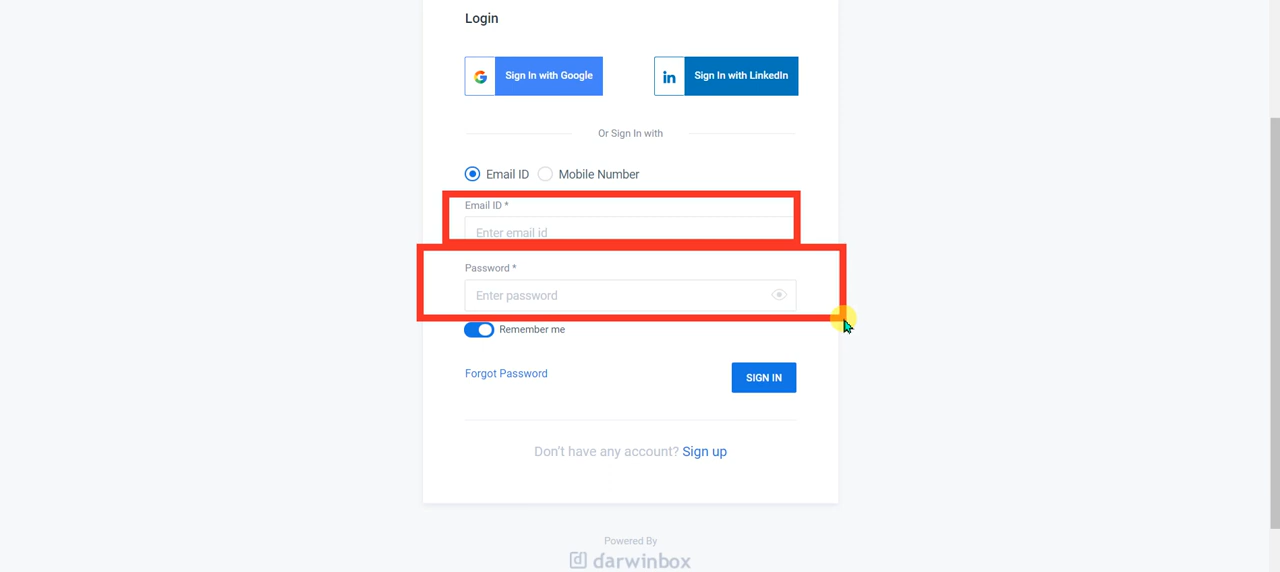 Login
Sign In with Google
in Sign In with LinkedIn
Or Sign In with
Email ID Mobile Number
Email ID *
Enter email id
Password *
Enter password
Remember me
Forgot Password SIGN IN
Don't have any account? Sign up
Powered By
d darwinbox